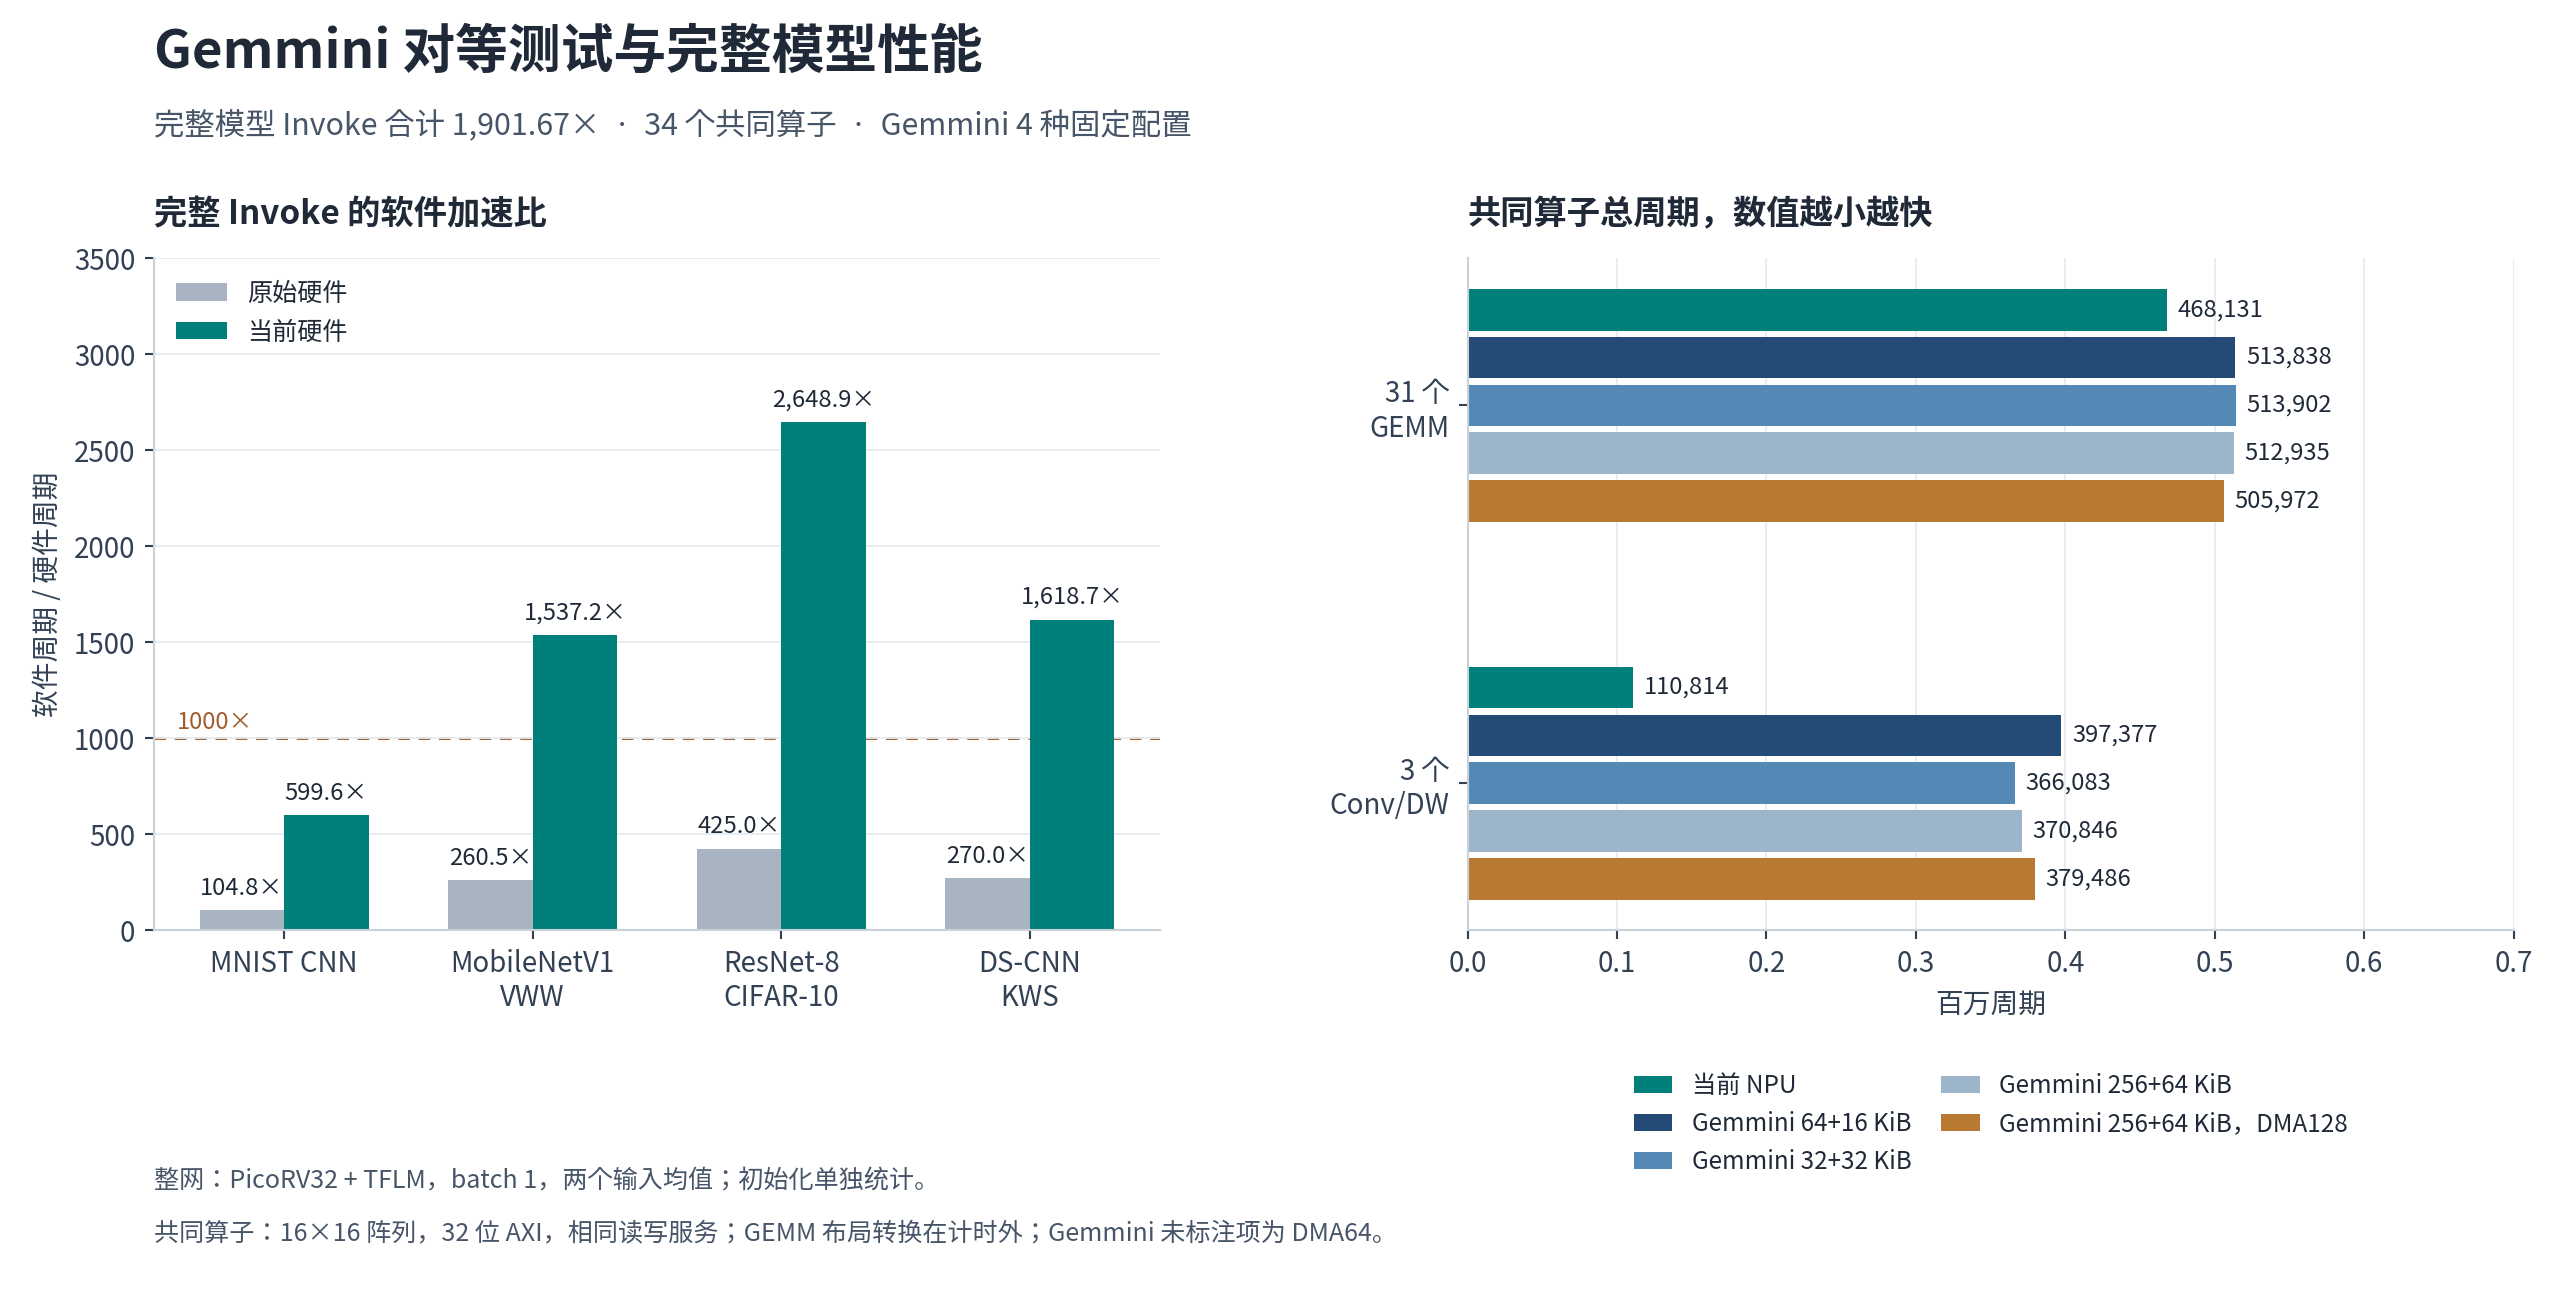 Gemmini 对等测试与完整模型性能
完整模型 Invoke 合计 1,901.67× · 34 个共同算子 · Gemmini 4 种固定配置
完整 Invoke 的软件加速比
软件周期 / 硬件周期
3500
3000
2500
2000
1500
1000
500
0
原始硬件
当前硬件
1000×
104.8×
599.6×
260.5×
1,537.2×
425.0×
2,648.9×
270.0×
1,618.7×
MNIST CNN
MobileNetV1
VWW
ResNet-8
CIFAR-10
DS-CNN
KWS
共同算子总周期，数值越小越快
31 个
GEMM
468,131
513,838
513,902
512,935
505,972
3 个
Conv/DW
110,814
397,377
366,083
370,846
379,486
0.0
0.1
0.2
0.3
0.4
0.5
0.6
0.7
百万周期
当前 NPU
Gemmini 64+16 KiB
Gemmini 32+32 KiB
Gemmini 256+64 KiB
Gemmini 256+64 KiB，DMA128
整网：PicoRV32 + TFLM，batch 1，两个输入均值；初始化单独统计。
共同算子：16×16 阵列，32 位 AXI，相同读写服务；GEMM 布局转换在计时外；Gemmini 未标注项为 DMA64。